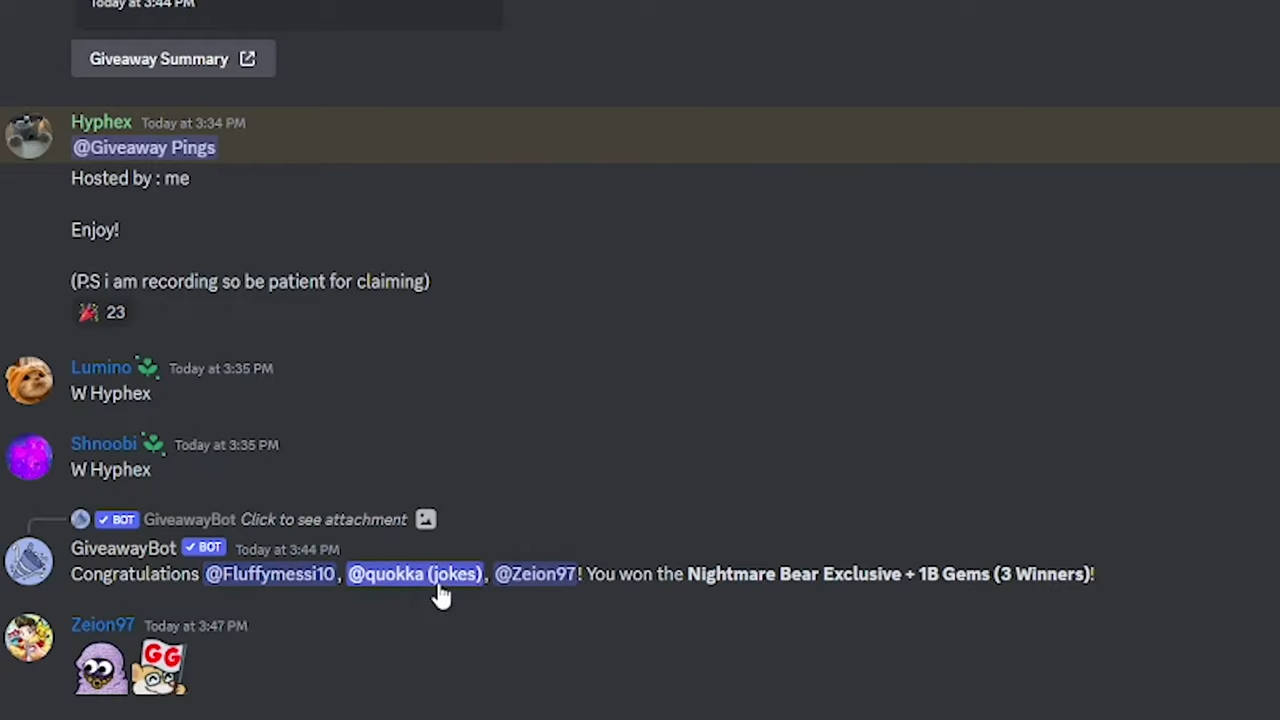 Today at 3:44 PM
Giveaway Summary
Hyphex Today at 3:34 PM
@Giveaway Pings
Hosted by : me
Enjoy!
(P.S i am recording so be patient for claiming)
23
Lumino Today at 3:35 PM
W Hyphex
Shnoobi Today at 3:35 PM
W Hyphex
BOT GiveawayBot Click to see attachment
GiveawayBot BOT Today at 3:44 PM
Congratulations @Fluffymessi10, @quokka (jokes), @Zeion97! You won the Nightmare Bear Exclusive + 1B Gems (3 Winners)!
Zeion97 Today at 3:47 PM
GG